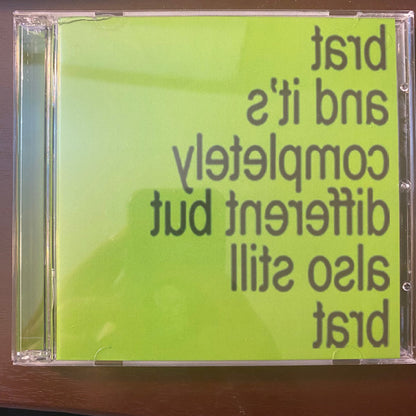 brat
and it's
completely
different but
also still
brat